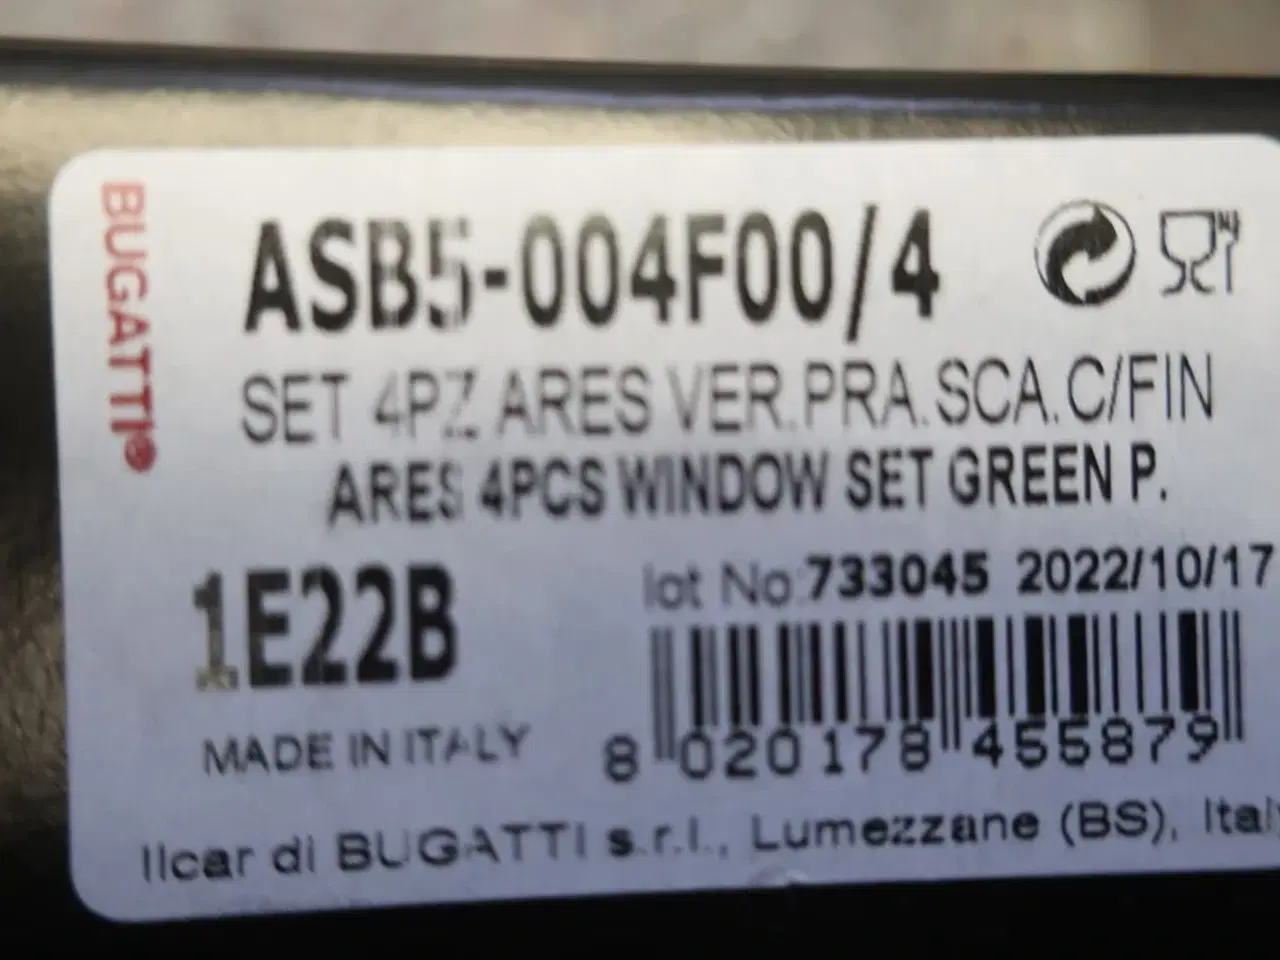 BUGATTI®
ASB5-004F00/4
SET 4PZ ARES VER.PRA.SCA.C/FIN
ARES 4PCS WINDOW SET GREEN P.
1E22B
lot No.733045 2022/10/17
MADE IN ITALY
8 020178 455879
Ilcar di BUGATTI s.r.l., Lumezzane (BS), Italy